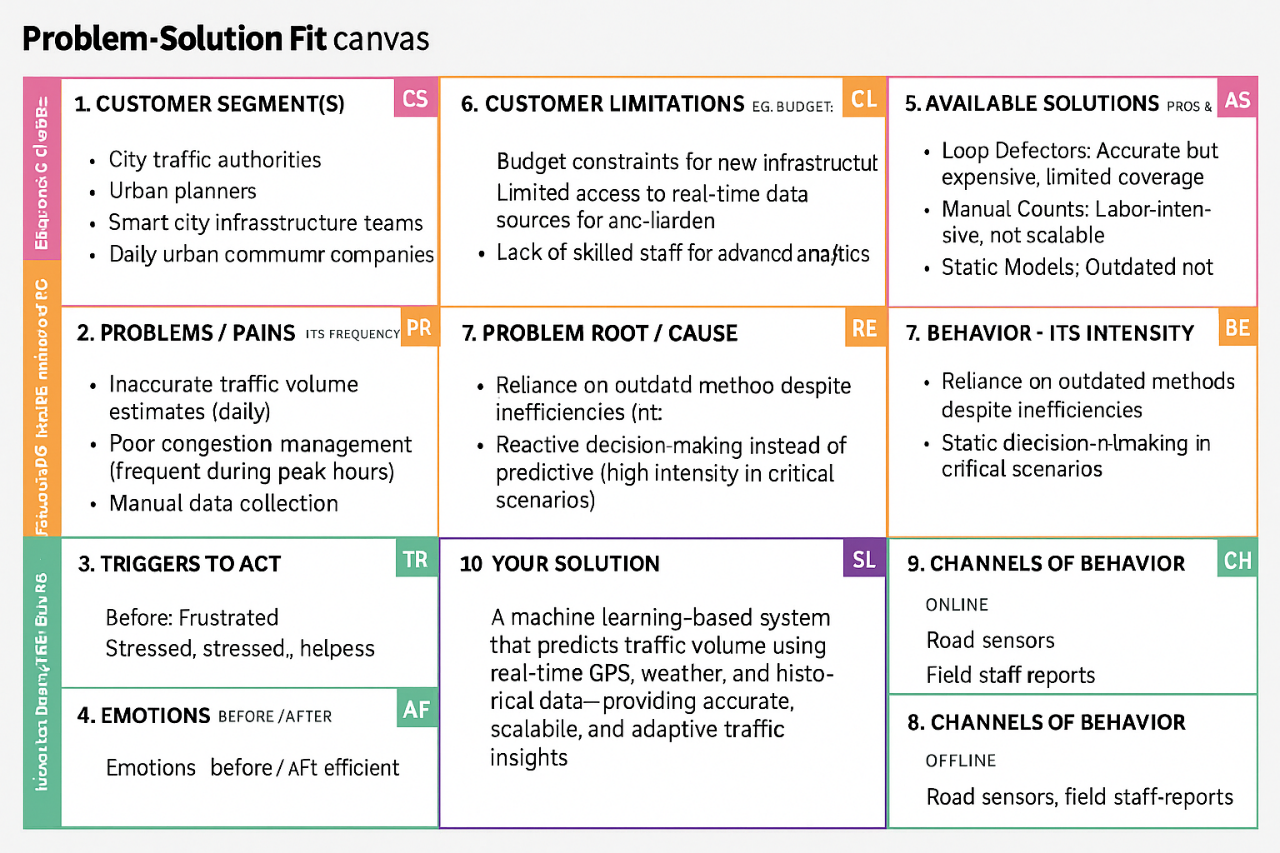 Problem-Solution Fit canvas
1. CUSTOMER SEGMENT(S)
CS
• City traffic authorities
• Urban planners
• Smart city infrasstructure teams
• Daily urban commumr companies
6. CUSTOMER LIMITATIONS EG. BUDGET:
CL
Budget constraints for new infrastructut
Limited access to real-time data
sources for anc-liarden
• Lack of skilled staff for advancd
5. AVAILABLE SOLUTIONS PROS &
AS
• Loop Defectors: Accurate but
expensive, limited coverage
• Manual Counts: Labor-inten-
sive, not scalable
• Static Models; Outdated not
2. PROBLEMS / PAINS ITS FREQUENCY
PR
• Inaccurate traffic volume
estimates (daily)
• Poor congestion management
(frequent during peak hours)
• Manual data collection
7. PROBLEM ROOT / CAUSE
RE
• Reliance on outdatd methoo despite
inefficiencies (nt:
• Reactive decision-making instead of
predictive (high intensity in critical
scenarios)
7. BEHAVIOR - ITS INTENSITY
BE
• Reliance on outdated methods
despite inefficiencies
• Static diecision-n-lmaking in
crifical scenarios
3. TRIGGERS TO ACT
TR
Before: Frustrated
Stressed, stressed,, helpess
4. EMOTIONS BEFORE / AFTER
AF
Emotions before / AFt efficient
10 YOUR SOLUTION
SL
A machine learning-based system
that predicts traffic volume using
real-time GPS, weather, and histo-
rical data—providing accurate,
scalabile, and adaptive traffic
insights
9. CHANNELS OF BEHAVIOR
CH
ONLINE
Road sensors
Field staff reports
8. CHANNELS OF BEHAVIOR
OFFLINE
Road sensors, field staff-reports